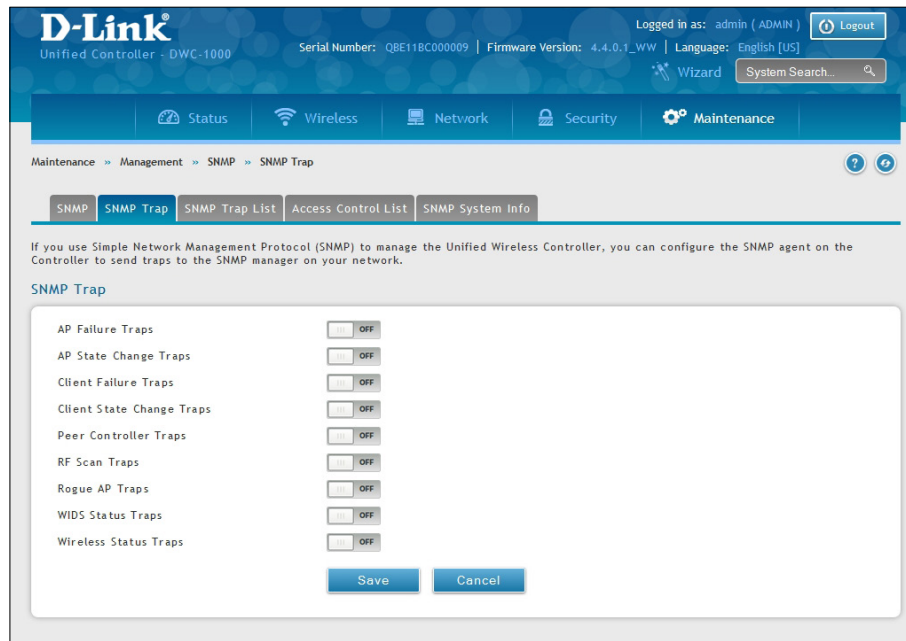 D-Link®
Unified Controller - DWC-1000
Logged in as: admin ( ADMIN )
Logout
Serial Number: QBE11BC000009 | Firmware Version: 4.4.0.1_WW | Language: English [US]
Wizard
System Search...
Status
Wireless
Network
Security
Maintenance
Maintenance » Management » SNMP » SNMP Trap
?
SNMP
SNMP Trap
SNMP Trap List
Access Control List
SNMP System Info
If you use Simple Network Management Protocol (SNMP) to manage the Unified Wireless Controller, you can configure the SNMP agent on the
Controller to send traps to the SNMP manager on your network.
SNMP Trap
AP Failure Traps OFF
AP State Change Traps OFF
Client Failure Traps OFF
Client State Change Traps OFF
Peer Controller Traps OFF
RF Scan Traps OFF
Rogue AP Traps OFF
WIDS Status Traps OFF
Wireless Status Traps OFF
Save
Cancel